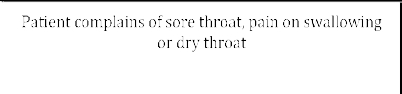 Patient complains of sore throat, pain on swallowing
or dry throat